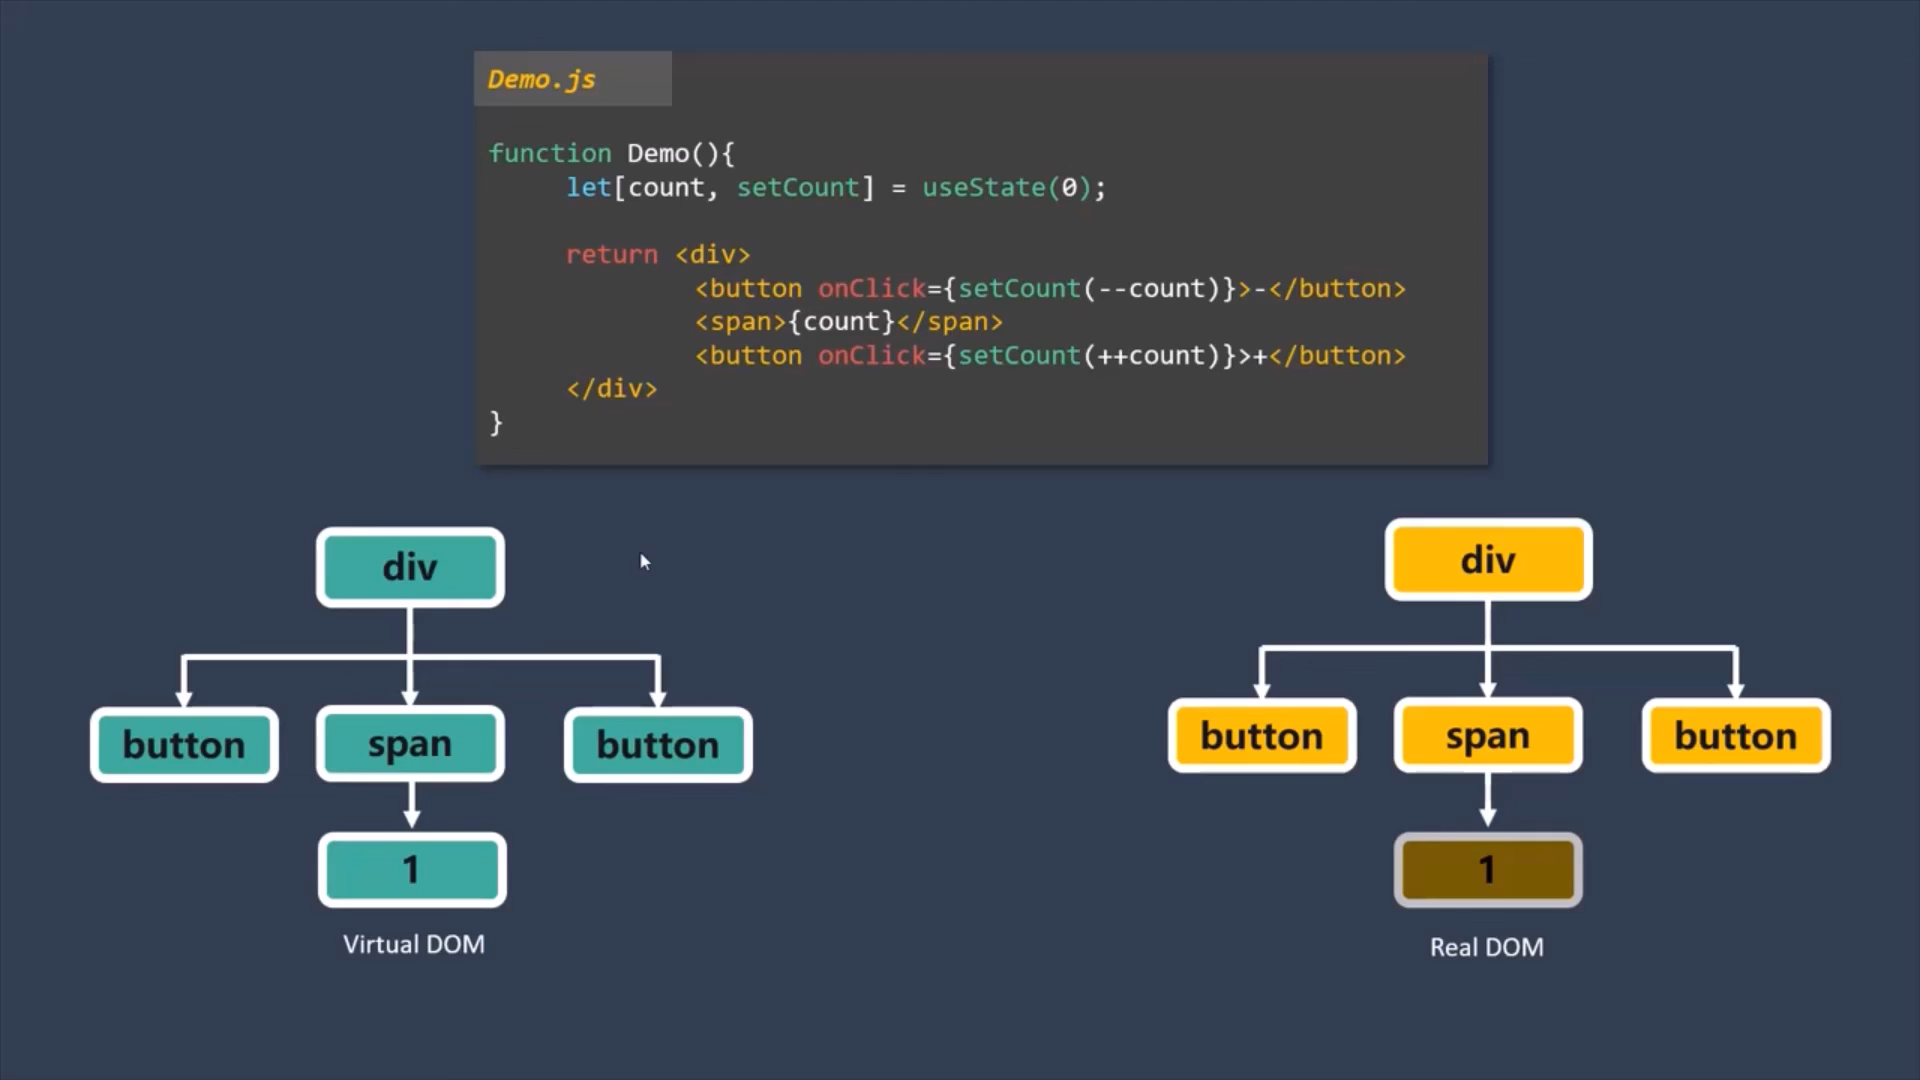 Demo.js
function Demo(){
let[count, setCount] = useState(0);
return <div>
<button onClick={setCount(--count)}>-</button>
<span>{count}</span>
<button onClick={setCount(++count)}>+</button>
</div>
}
div
button
span
button
1
Virtual DOM
div
button
span
button
1
Real DOM